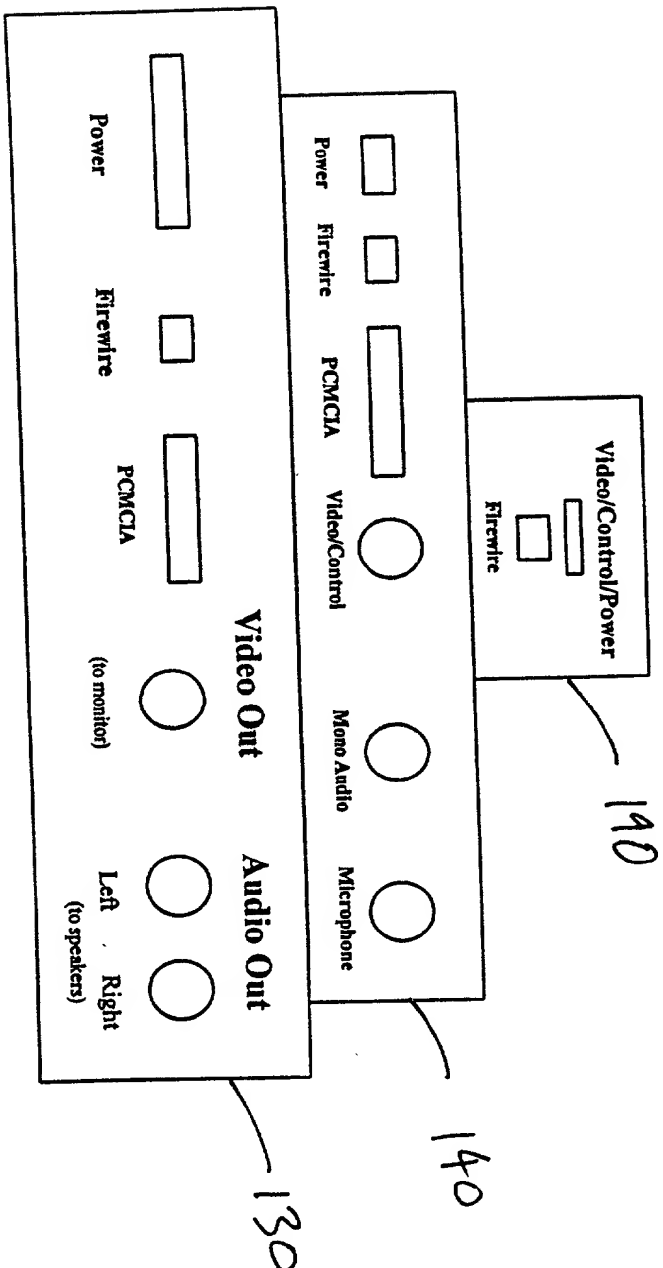 Video/Control/Power
Firewire
190
Power Firewire PCMCIA Video/Control Mono Audio Microphone
140
Video Out Audio Out
Power Firewire PCMCIA (to monitor) Left Right
(to speakers)
130